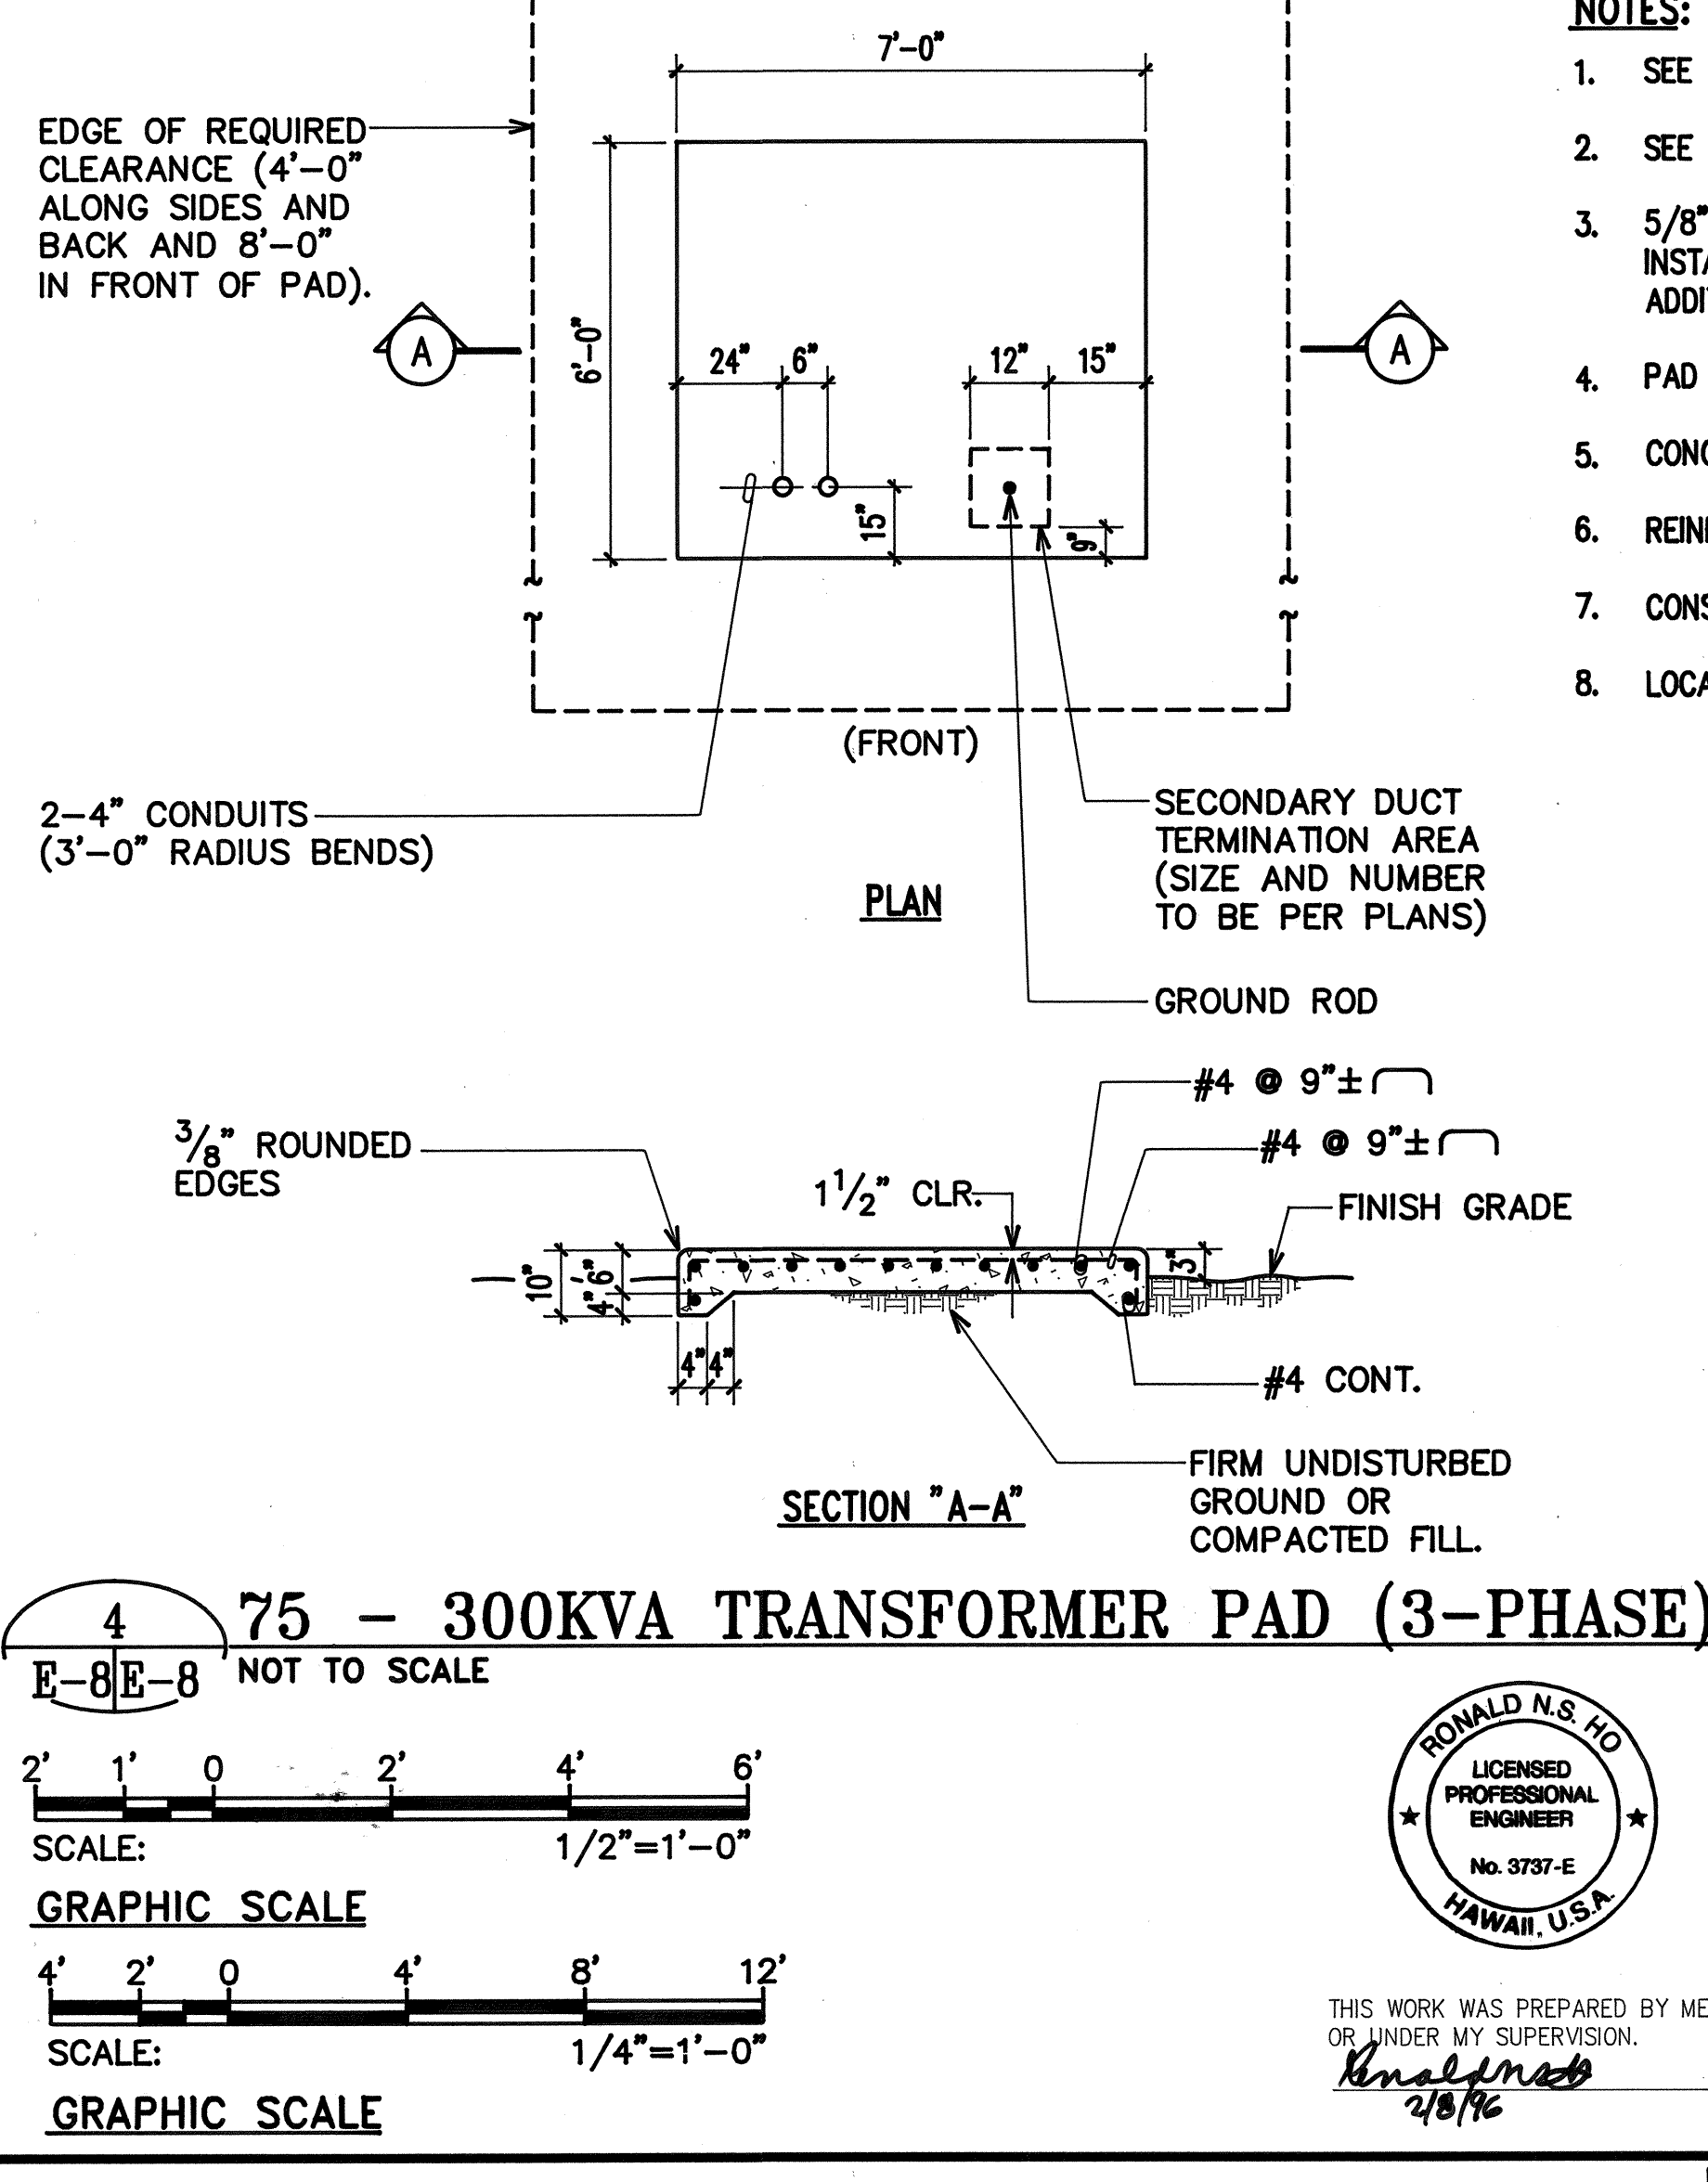 NOTES:
1. SEE
2. SEE
3. 5/8"
INSTA
ADDI
4. PAD
5. CONC
6. REIN
7. CONS
8. LOCA
7'-0"
EDGE OF REQUIRED
CLEARANCE (4'-0"
ALONG SIDES AND
BACK AND 8'-0"
IN FRONT OF PAD).
A
A
6'-0"
24" 6" 12" 15"
15"
9"
(FRONT)
2-4" CONDUITS
(3'-0" RADIUS BENDS)
SECONDARY DUCT
TERMINATION AREA
(SIZE AND NUMBER
TO BE PER PLANS)
PLAN
GROUND ROD
#4 @ 9"±
3/8" ROUNDED
EDGES
#4 @ 9"±
1 1/2" CLR.
FINISH GRADE
10"
6"
4"
3"
4" 4"
#4 CONT.
FIRM UNDISTURBED
GROUND OR
COMPACTED FILL.
SECTION "A-A"
4
E-8 E-8
75 - 300KVA TRANSFORMER PAD (3-PHASE)
NOT TO SCALE
2' 1' 0 2' 4' 6'
SCALE: 1/2"=1'-0"
GRAPHIC SCALE
4' 2' 0 4' 8' 12'
SCALE: 1/4"=1'-0"
GRAPHIC SCALE
RONALD N.S. HO
LICENSED
PROFESSIONAL
ENGINEER
No. 3737-E
HAWAII, U.S.A.
THIS WORK WAS PREPARED BY ME
OR UNDER MY SUPERVISION.
2/8/96